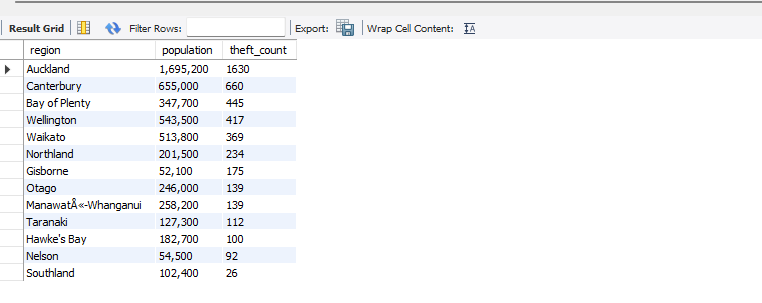 Result Grid Filter Rows: Export: Wrap Cell Content: IA
region population theft_count
Auckland 1,695,200 1630
Canterbury 655,000 660
Bay of Plenty 347,700 445
Wellington 543,500 417
Waikato 513,800 369
Northland 201,500 234
Gisborne 52,100 175
Otago 246,000 139
ManawatÅ«-Whanganui 258,200 139
Taranaki 127,300 112
Hawke's Bay 182,700 100
Nelson 54,500 92
Southland 102,400 26